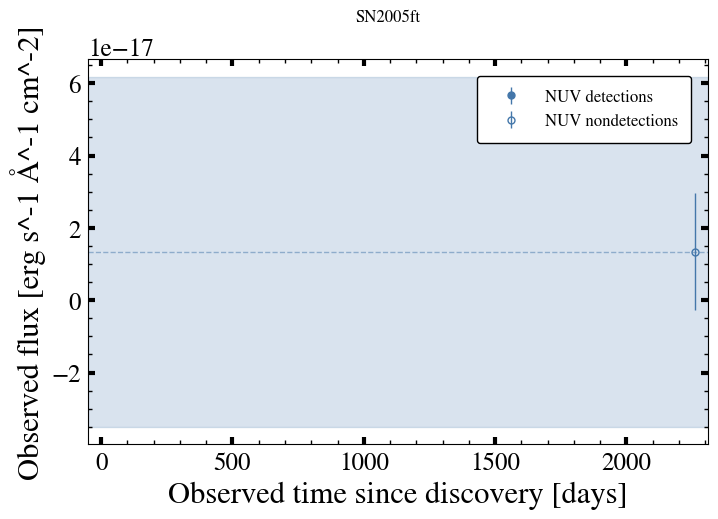 SN2005ft
1e−17
NUV detections
NUV nondetections
6
4
2
0
−2
0 500 1000 1500 2000
Observed time since discovery [days]
Observed flux [erg s^-1 Å^-1 cm^-2]